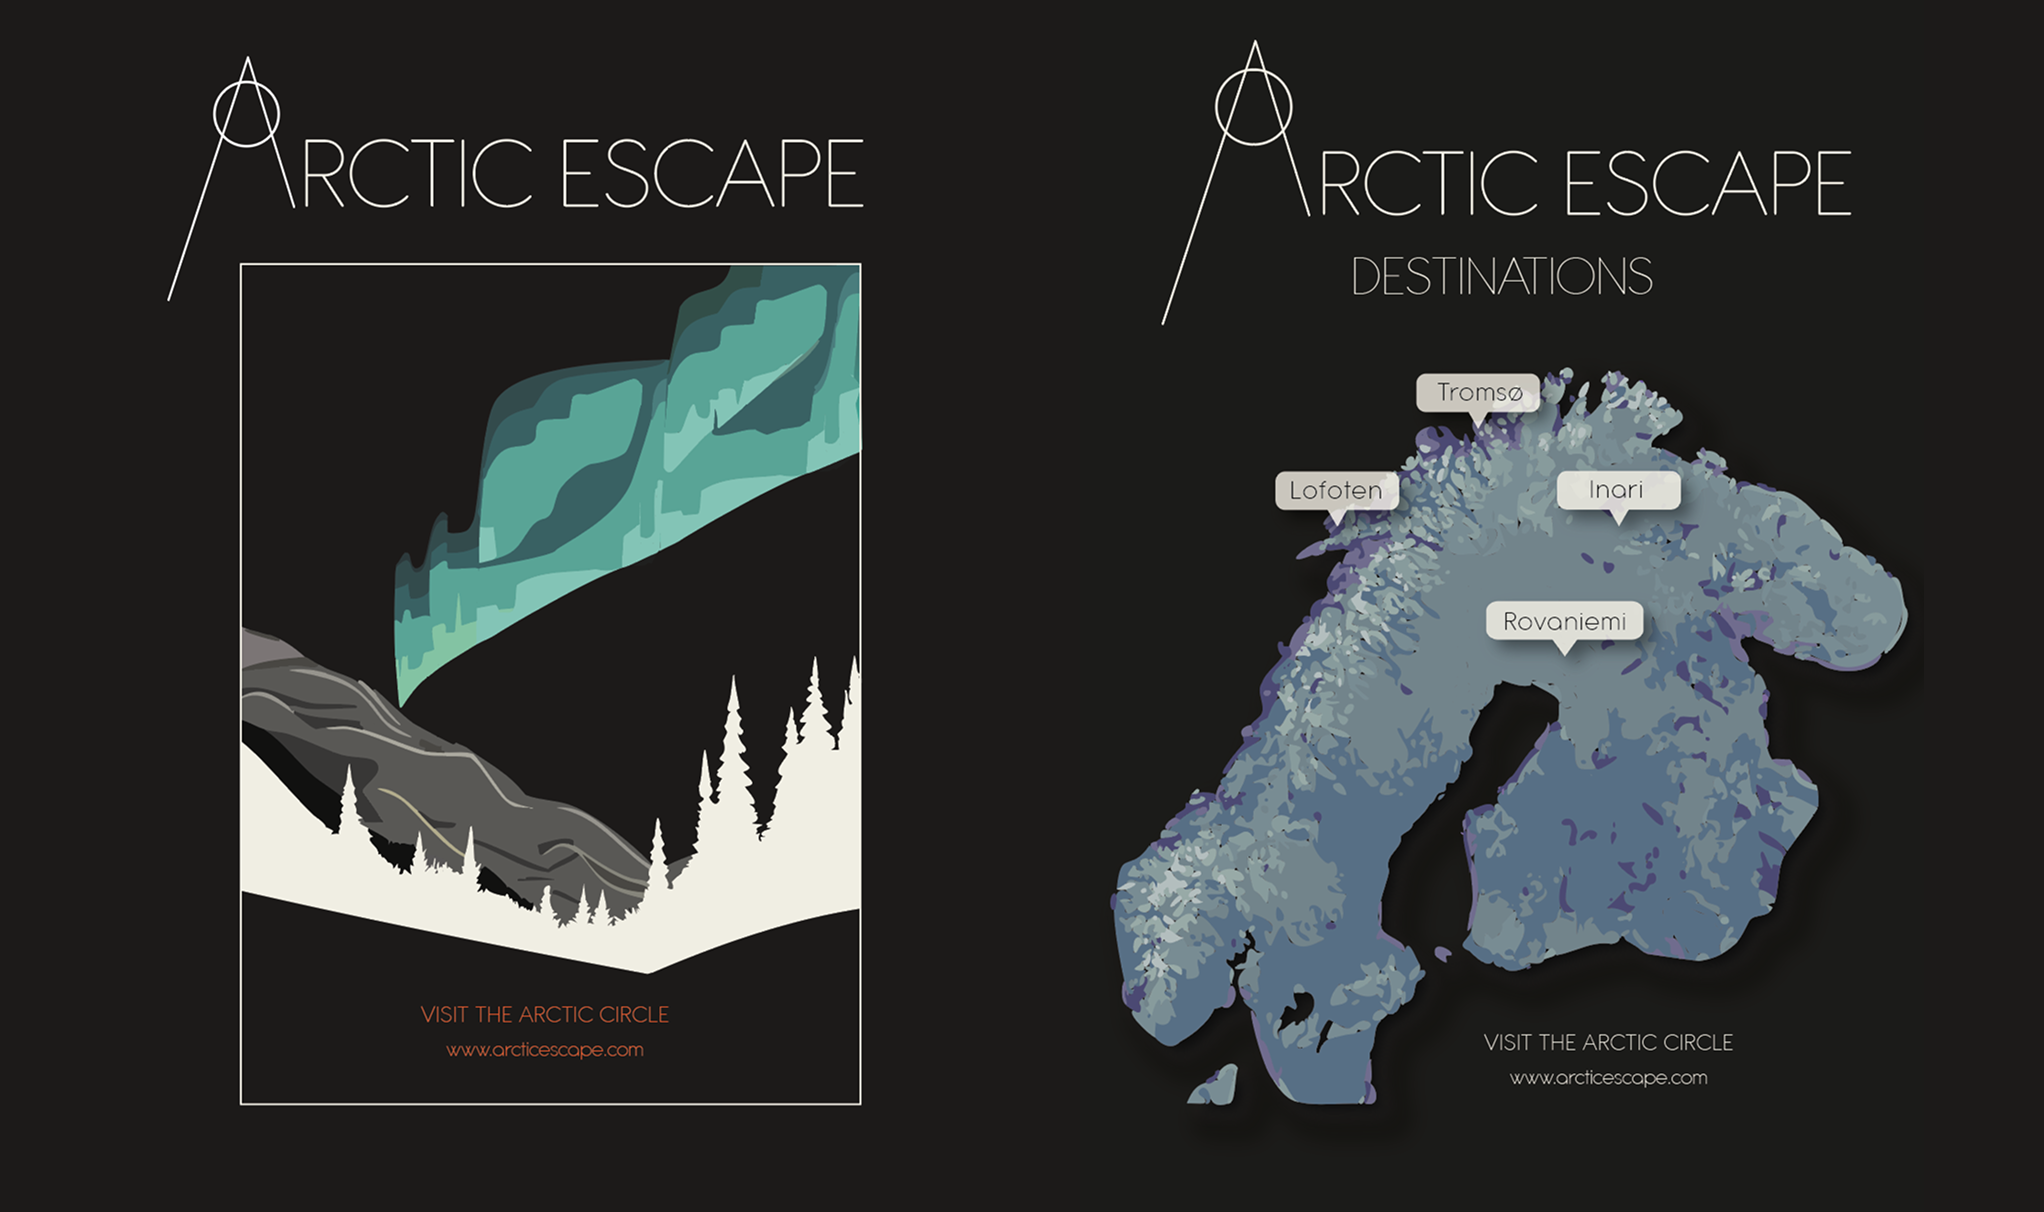 ARCTIC ESCAPE
VISIT THE ARCTIC CIRCLE
www.arcticescape.com
ARCTIC ESCAPE
DESTINATIONS
Tromsø
Lofoten
Inari
Rovaniemi
VISIT THE ARCTIC CIRCLE
www.arcticescape.com